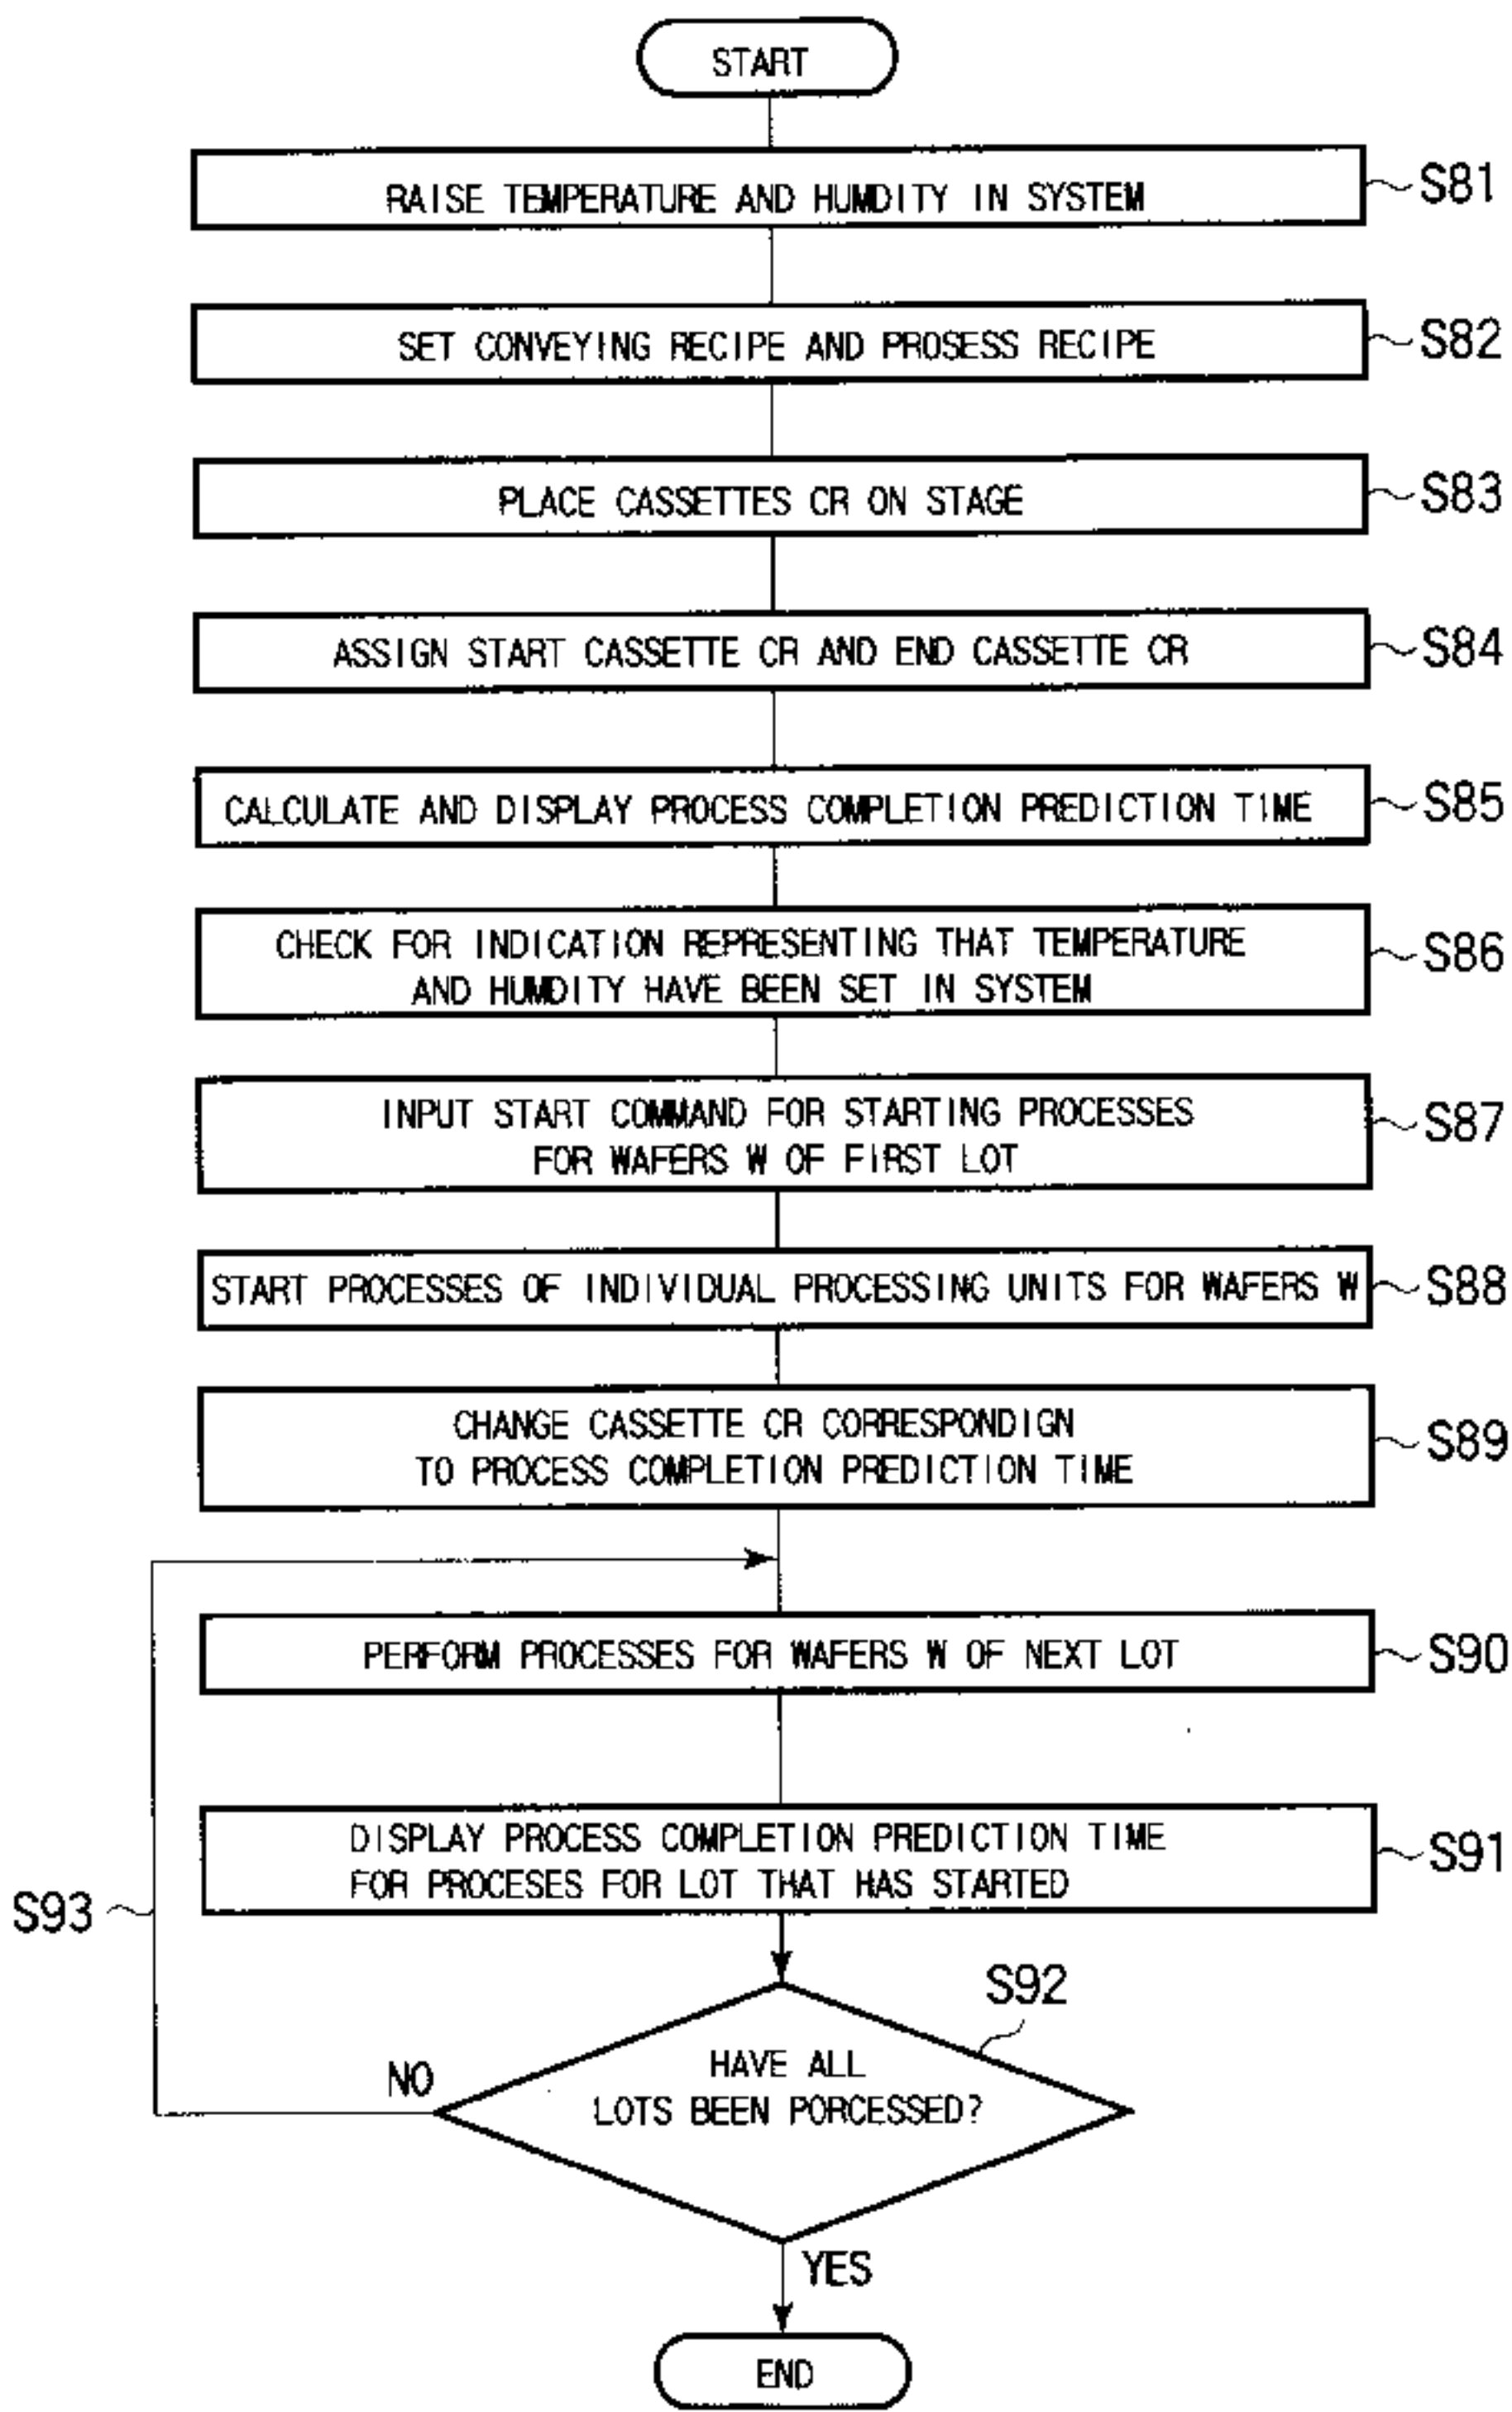 START
RAISE TEMPERATURE AND HUMDITY IN SYSTEM
S81
SET CONVEYING RECIPE AND PROSESS RECIPE
S82
PLACE CASSETTES CR ON STAGE
S83
ASSIGN START CASSETTE CR AND END CASSETTE CR
S84
CALCULATE AND DISPLAY PROCESS COMPLETION PREDICTION TIME
S85
CHECK FOR INDICATION REPRESENTING THAT TEMPERATURE
AND HUMDITY HAVE BEEN SET IN SYSTEM
S86
INPUT START COMMAND FOR STARTING PROCESSES
FOR WAFERS W OF FIRST LOT
S87
START PROCESSES OF INDIVIDUAL PROCESSING UNITS FOR WAFERS W
S88
CHANGE CASSETTE CR CORRESPONDIGN
TO PROCESS COMPLETION PREDICTION TIME
S89
PERFORM PROCESSES FOR WAFERS W OF NEXT LOT
S90
DISPLAY PROCESS COMPLETION PREDICTION TIME
FOR PROCESES FOR LOT THAT HAS STARTED
S91
S93
S92
HAVE ALL
LOTS BEEN PORCESSED?
NO
YES
END